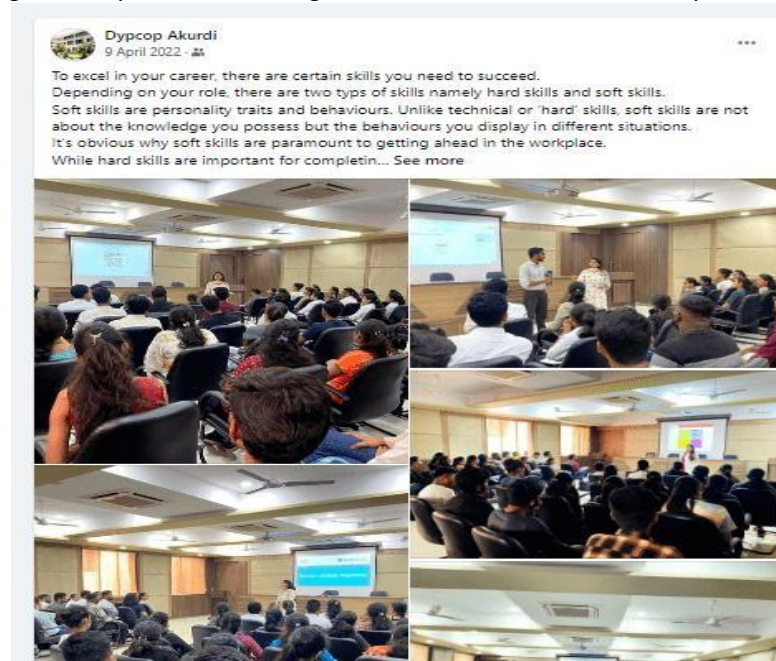 Dypcop Akurdi
9 April 2022 ·
To excel in your career, there are certain skills you need to succeed.
Depending on your role, there are two typs of skills namely hard skills and soft skills.
Soft skills are personality traits and behaviours. Unlike technical or 'hard' skills, soft skills are not
about the knowledge you possess but the behaviours you display in different situations.
It's obvious why soft skills are paramount to getting ahead in the workplace.
While hard skills are important for completin... See more